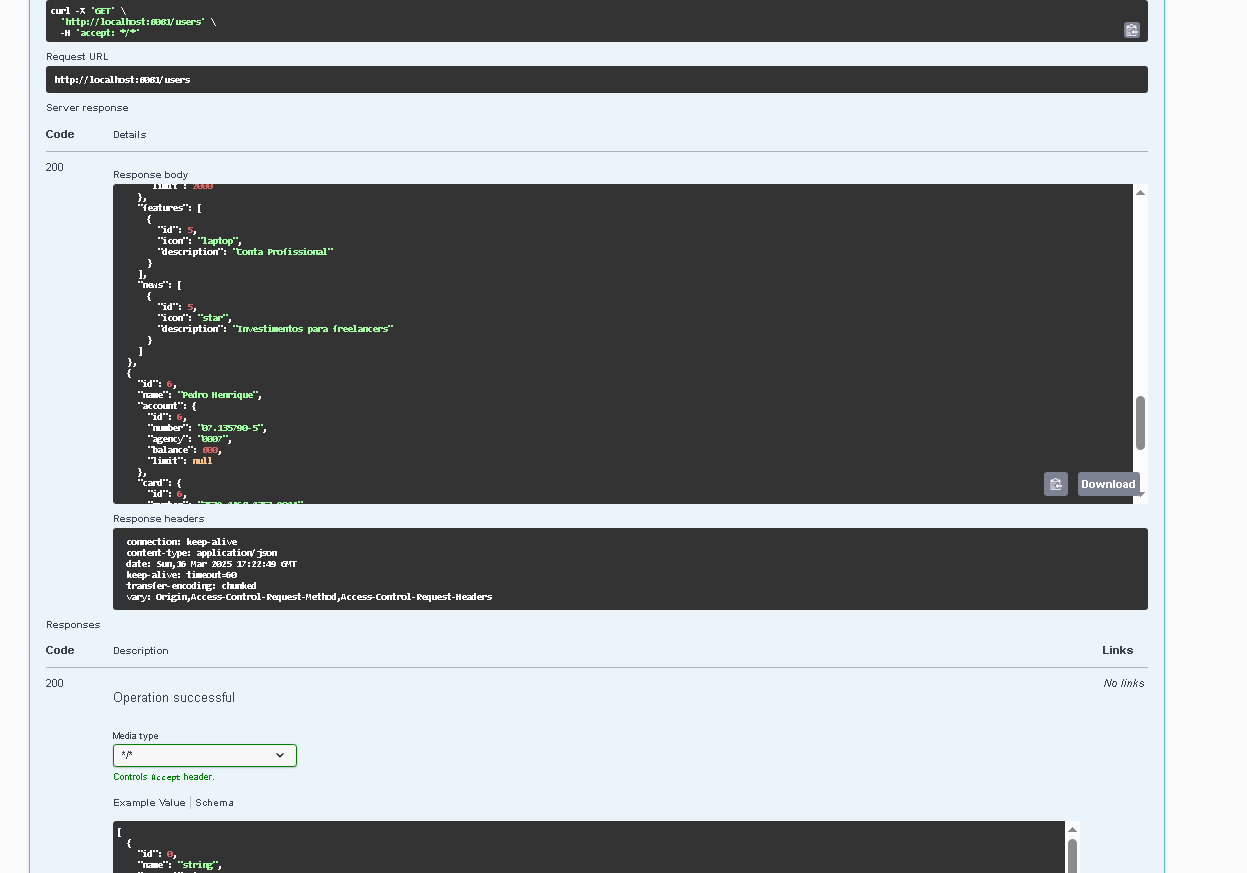 curl -X 'GET' \
'http://localhost:8081/users' \
-H 'accept: */*'
Request URL
http://localhost:8081/users
Server response
Code Details
200
Response body
"limit": 2000
},
"features": [
{
"id": 5,
"icon": "laptop",
"description": "Conta Profissional"
}
],
"news": [
{
"id": 5,
"icon": "star",
"description": "Investimentos para freelancers"
}
]
},
{
"id": 6,
"name": "Pedro Henrique",
"account": {
"id": 6,
"number": "07.135790-5",
"agency": "0007",
"balance":
"limit": null
},
"card": {
"id": 6,
Download
Response headers
connection: keep-alive
content-type: application/json
date: Sun,16 Mar 2025 17:22:49 GMT
keep-alive: timeout=60
transfer-encoding: chunked
vary: Origin,Access-Control-Request-Method,Access-Control-Request-Headers
Responses
Code Description Links
200
Operation successful
No links
Media type
*/*
Controls Accept header.
Example Value Schema
[
{
"id": 0,
"name": "string",